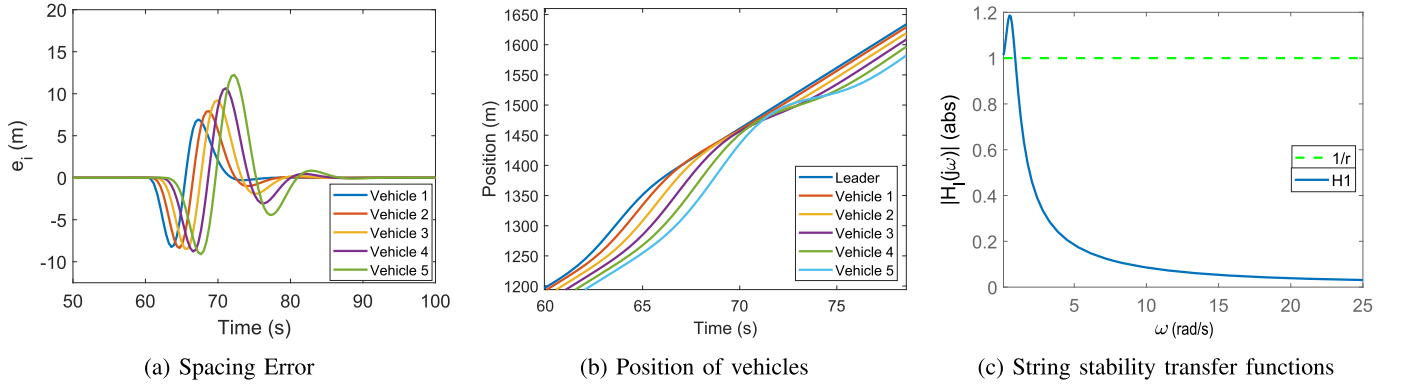 20
15
10
5
0
-5
-10
50
60
70
80
90
100
e_i (m)
Time (s)
Vehicle 1
Vehicle 2
Vehicle 3
Vehicle 4
Vehicle 5
(a) Spacing Error
1650
1600
1550
1500
1450
1400
1350
1300
1250
1200
60
65
70
75
Position (m)
Time (s)
Leader
Vehicle 1
Vehicle 2
Vehicle 3
Vehicle 4
Vehicle 5
(b) Position of vehicles
1.2
1
0.8
0.6
0.4
0.2
0
5
10
15
20
25
|H_I(jω)| (abs)
ω (rad/s)
1/r
H1
(c) String stability transfer functions